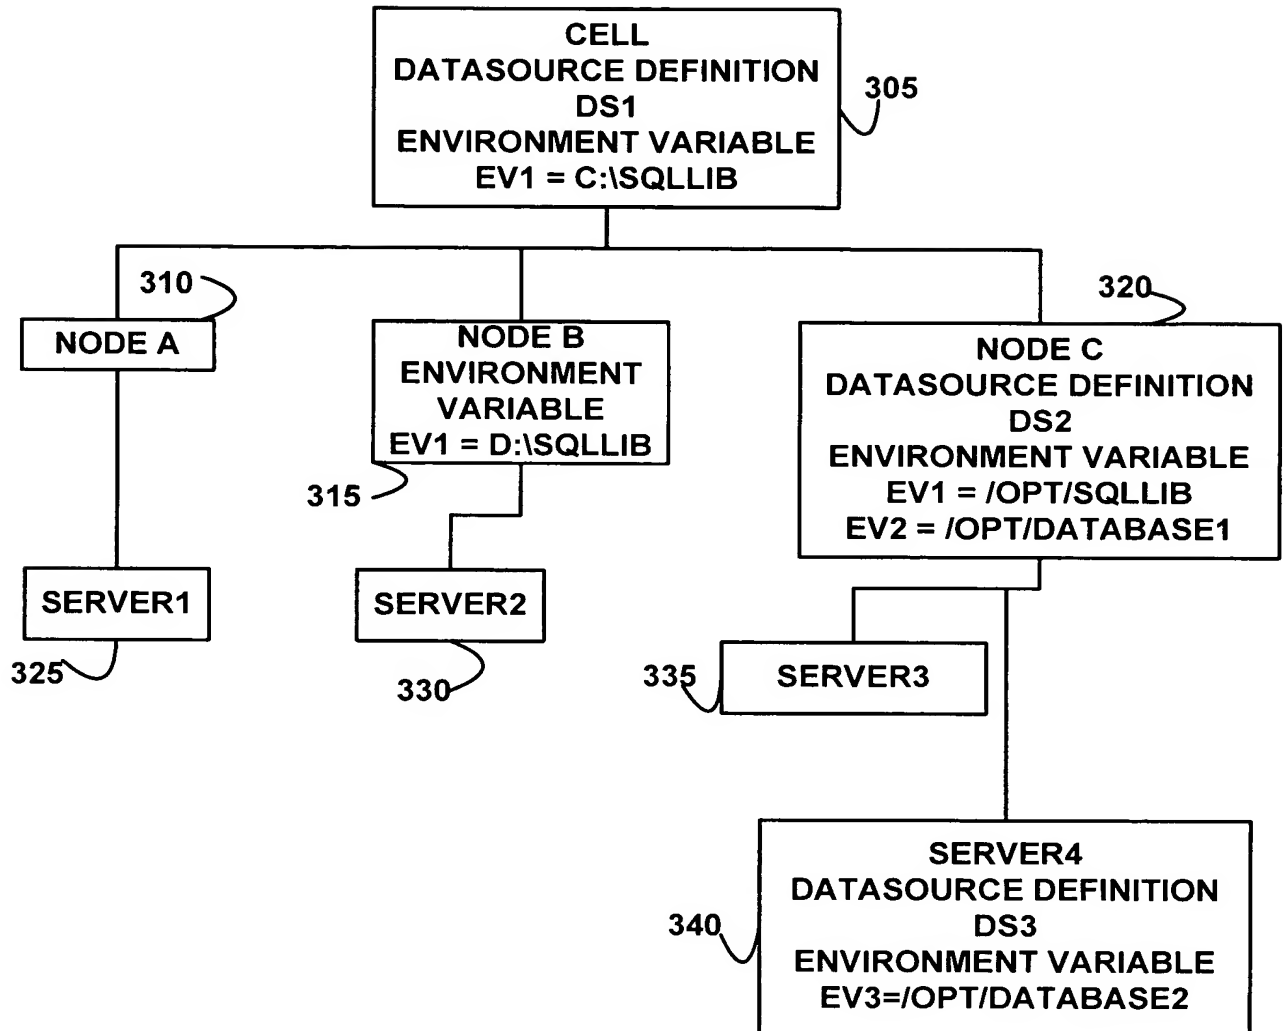 CELL
DATASOURCE DEFINITION
DS1
ENVIRONMENT VARIABLE
EV1 = C:\SQLLIB
305
310
NODE A
NODE B
ENVIRONMENT
VARIABLE
EV1 = D:\SQLLIB
315
320
NODE C
DATASOURCE DEFINITION
DS2
ENVIRONMENT VARIABLE
EV1 = /OPT/SQLLIB
EV2 = /OPT/DATABASE1
SERVER1
325
SERVER2
330
335
SERVER3
340
SERVER4
DATASOURCE DEFINITION
DS3
ENVIRONMENT VARIABLE
EV3=/OPT/DATABASE2